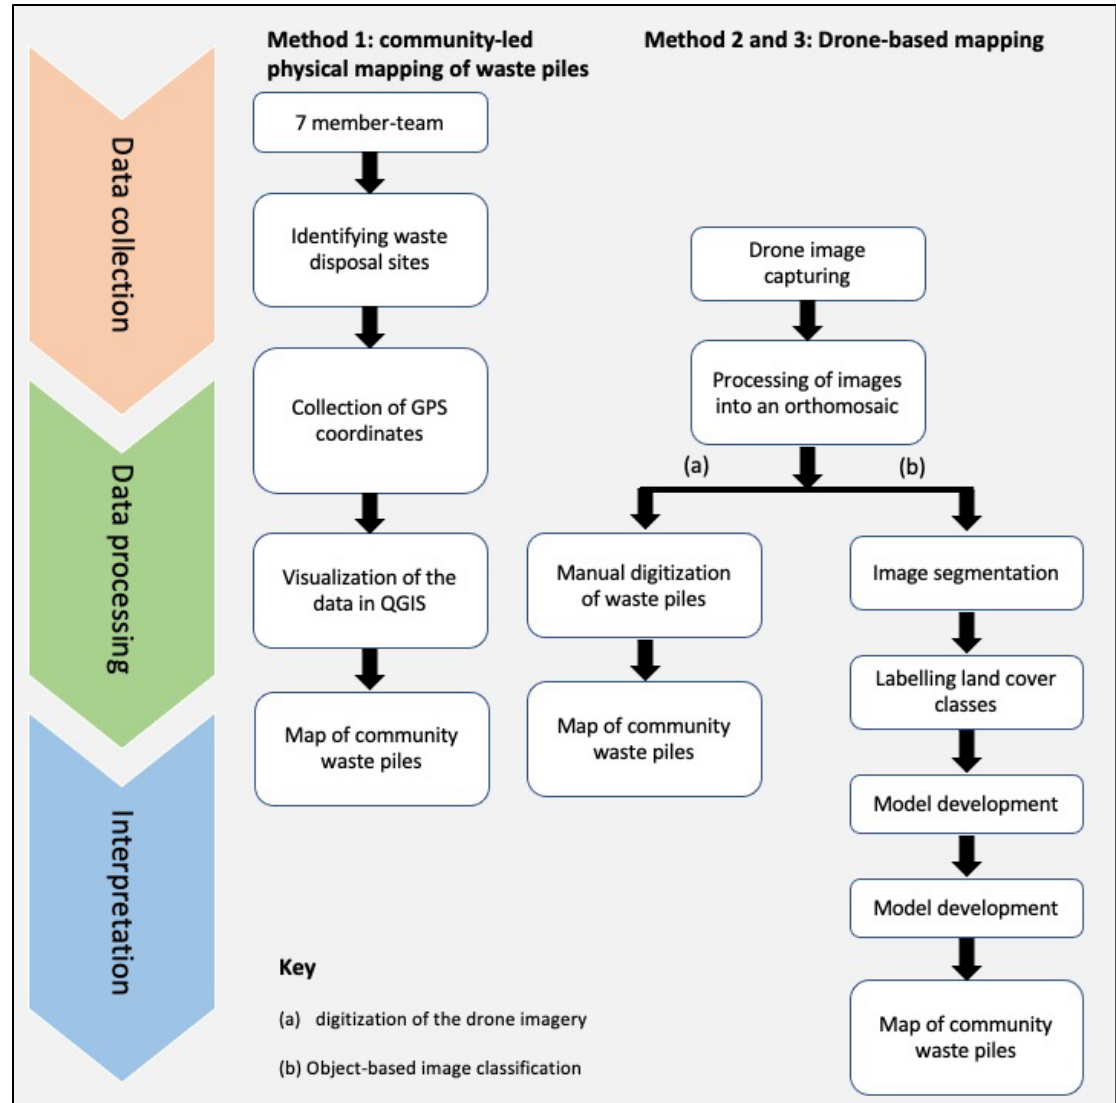 Method 1: community-led
physical mapping of waste piles
Method 2 and 3: Drone-based mapping
Data collection
Data processing
Interpretation
7 member-team
Identifying waste
disposal sites
Collection of GPS
coordinates
Visualization of the
data in QGIS
Map of community
waste piles
Drone image
capturing
Processing of images
into an orthomosaic
(a)
(b)
Manual digitization
of waste piles
Map of community
waste piles
Image segmentation
Labelling land cover
classes
Model development
Model development
Map of community
waste piles
Key
(a) digitization of the drone imagery
(b) Object-based image classification